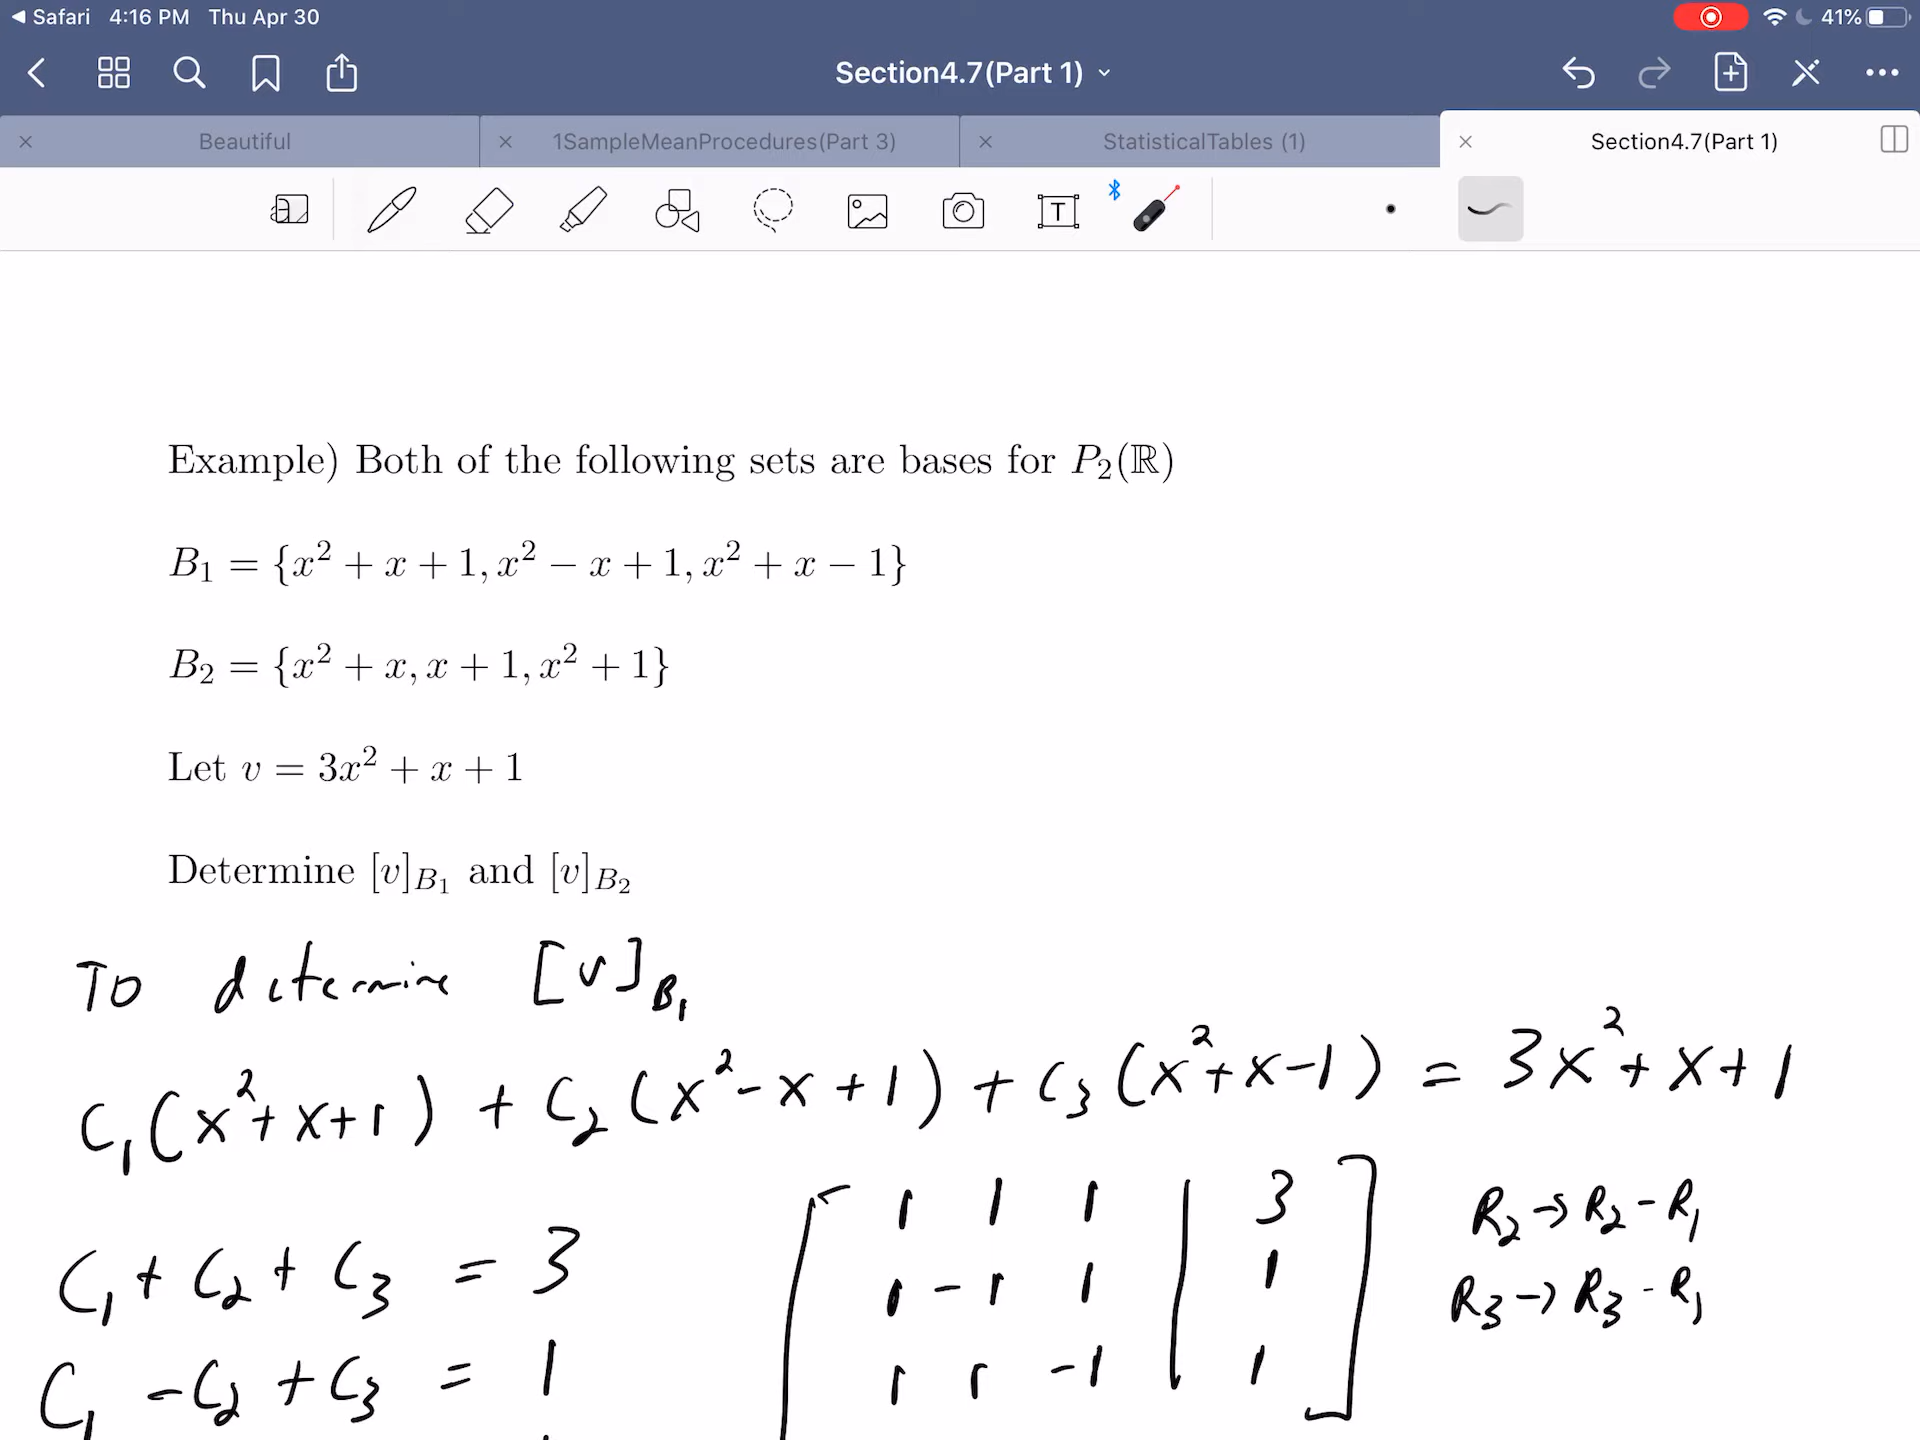 ◀ Safari 4:16 PM Thu Apr 30 41%
Section4.7(Part 1)
Beautiful 1SampleMeanProcedures(Part 3) StatisticalTables (1) Section4.7(Part 1)
a T
Example) Both of the following sets are bases for P₂(ℝ)
B₁ = {x² + x + 1, x² − x + 1, x² + x − 1}
B₂ = {x² + x, x + 1, x² + 1}
Let v = 3x² + x + 1
Determine [v]_B₁ and [v]_B₂
To determine [v]_B₁
C₁(x²+x+1) + C₂(x²-x+1) + C₃(x²+x-1) = 3x²+x+1
C₁ + C₂ + C₃ = 3
C₁ - C₂ + C₃ = 1
1 1 1 | 3
1 -1 1 | 1
1 1 -1 | 1
R₂ → R₂ - R₁
R₃ → R₃ - R₁